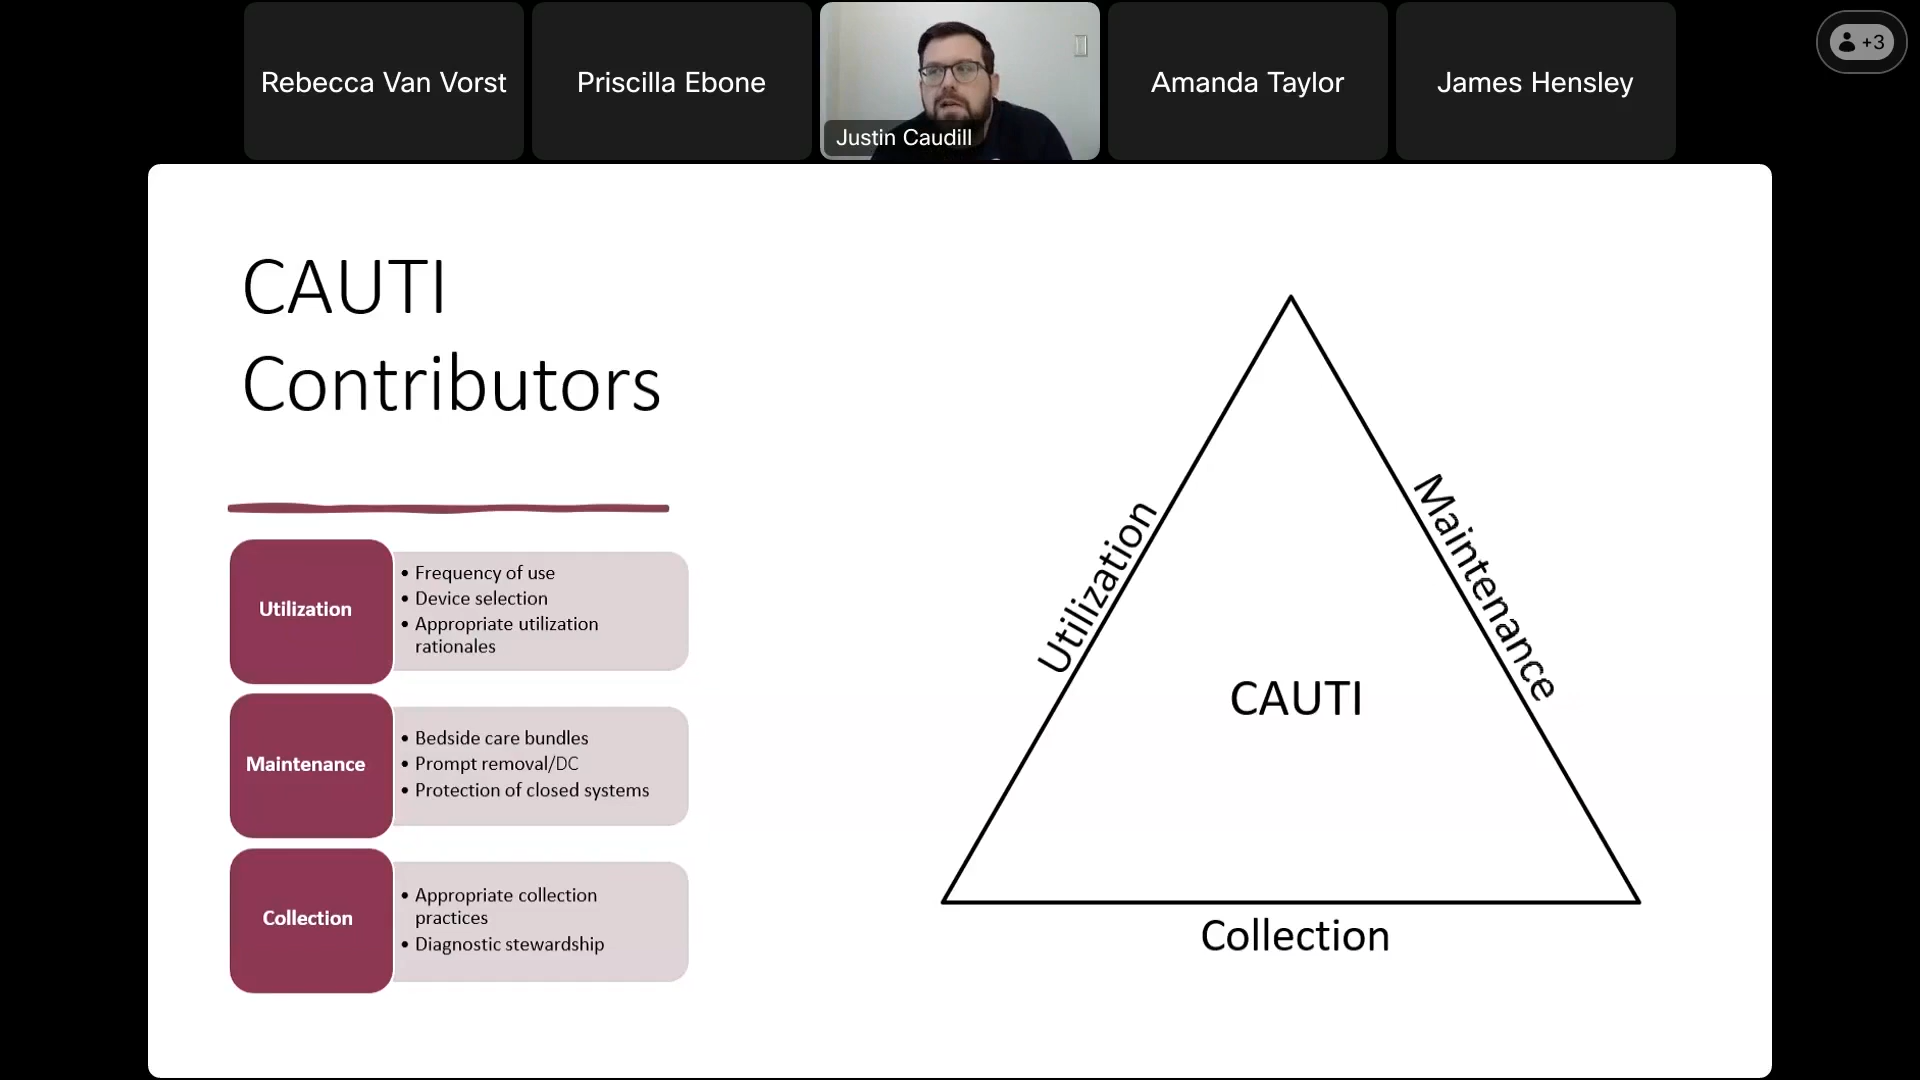 Rebecca Van Vorst
Priscilla Ebone
Justin Caudill
Amanda Taylor
James Hensley
+3
CAUTI
Contributors
Utilization
• Frequency of use
• Device selection
• Appropriate utilization
rationales
Maintenance
• Bedside care bundles
• Prompt removal/DC
• Protection of closed systems
Collection
• Appropriate collection
practices
• Diagnostic stewardship
Utilization
Maintenance
CAUTI
Collection